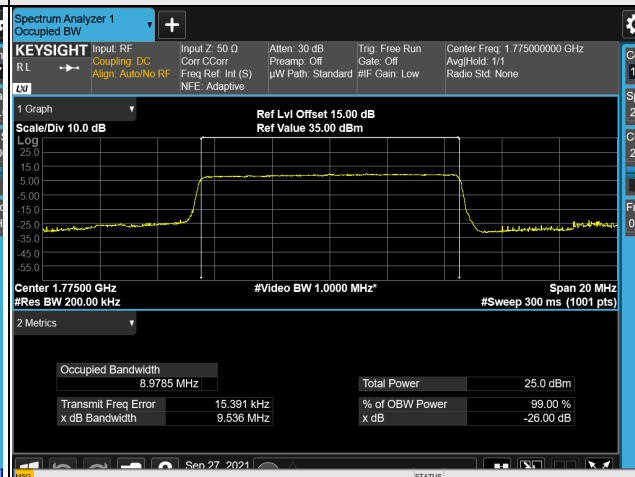 Spectrum Analyzer 1
Occupied BW
KEYSIGHT Input: RF Input Z: 50 Ω Atten: 30 dB Trig: Free Run Center Freq: 1.775000000 GHz
RL Coupling: DC Corr CCorr Preamp: Off Gate: Off Avg|Hold: 1/1
Align: Auto/No RF Freq Ref: Int (S) µW Path: Standard #IF Gain: Low Radio Std: None
LXI NFE: Adaptive
1 Graph
Ref Lvl Offset 15.00 dB
Scale/Div 10.0 dB Ref Value 35.00 dBm
Log
25.0
15.0
5.00
-5.00
-15.0
-25.0
-35.0
-45.0
-55.0
Center 1.77500 GHz #Video BW 1.0000 MHz* Span 20 MHz
#Res BW 200.00 kHz #Sweep 300 ms (1001 pts)
2 Metrics
Occupied Bandwidth
8.9785 MHz Total Power 25.0 dBm
Transmit Freq Error 15.391 kHz % of OBW Power 99.00 %
x dB Bandwidth 9.536 MHz x dB -26.00 dB
Sep 27, 2021
MSG STATUS